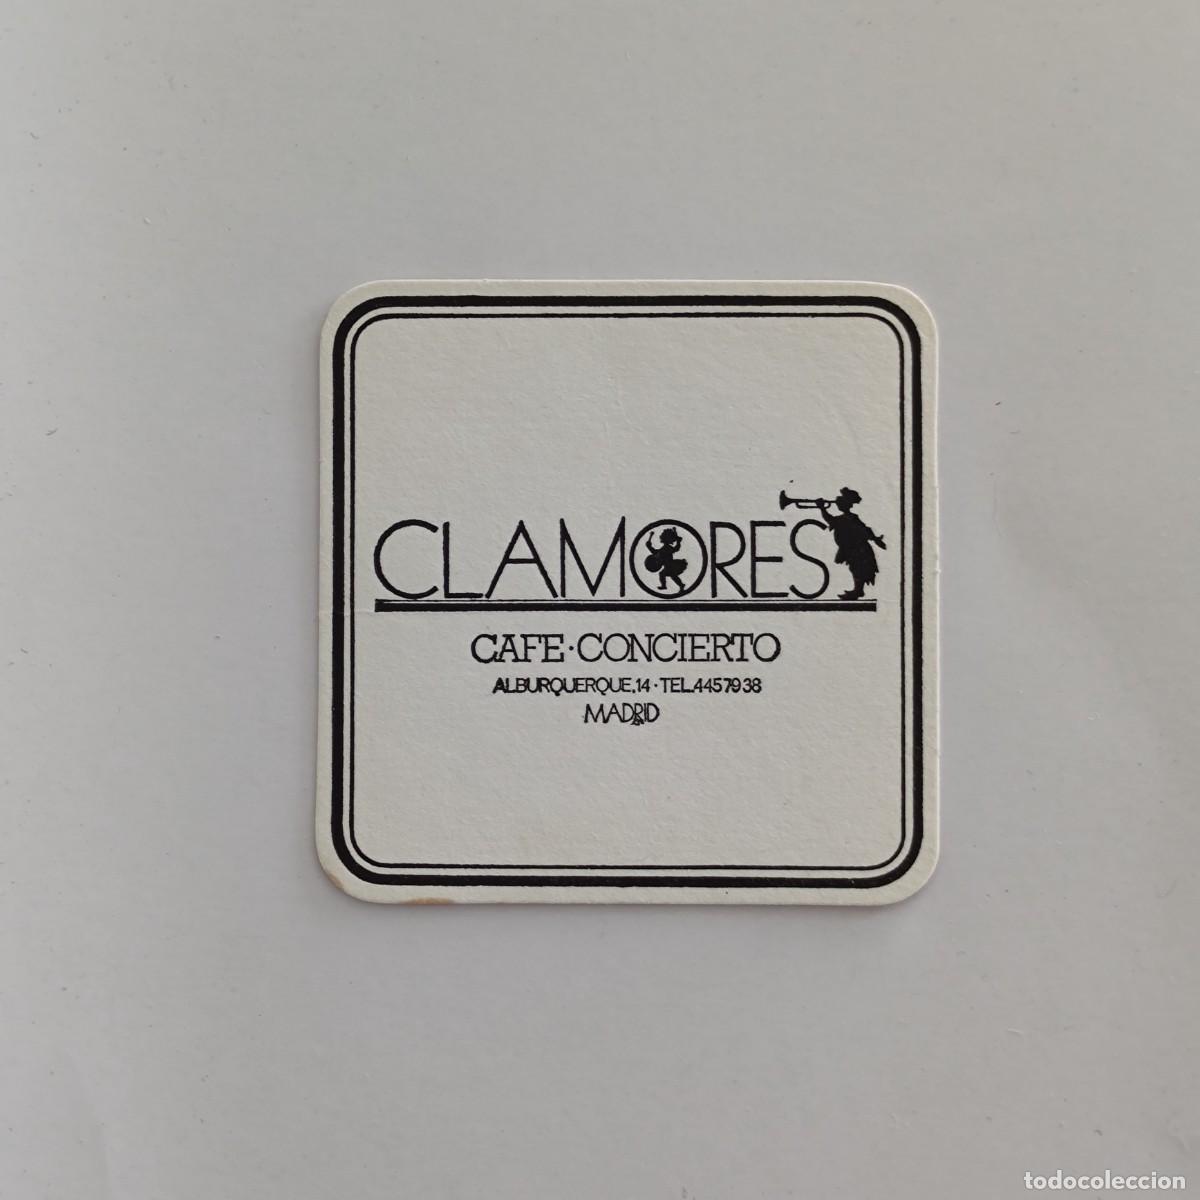 CLAMORES
CAFE·CONCIERTO
ALBURQUERQUE,14·TEL.4457938
MADRID
todocoleccion